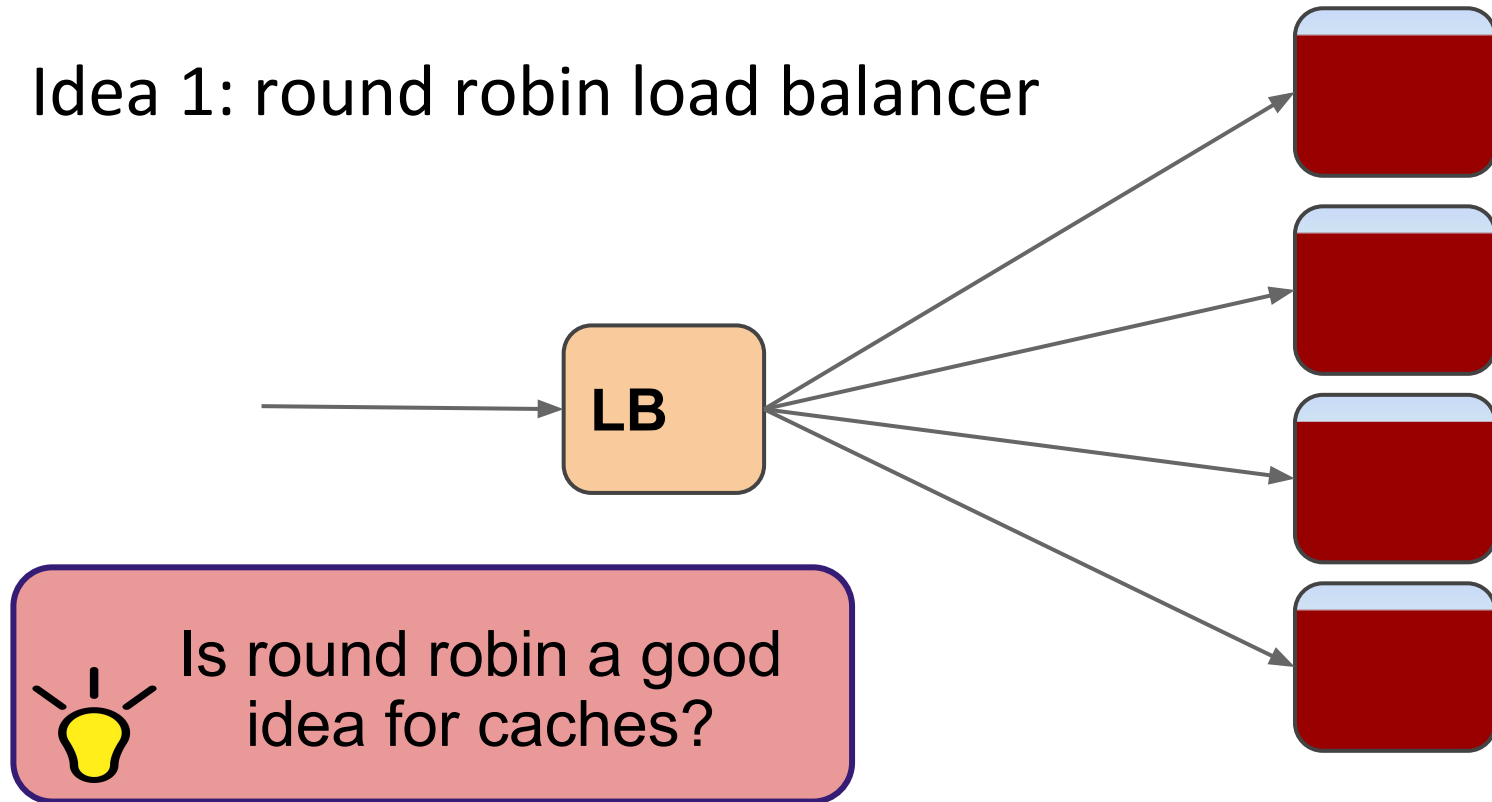 Idea 1: round robin load balancer
LB
Is round robin a good
idea for caches?